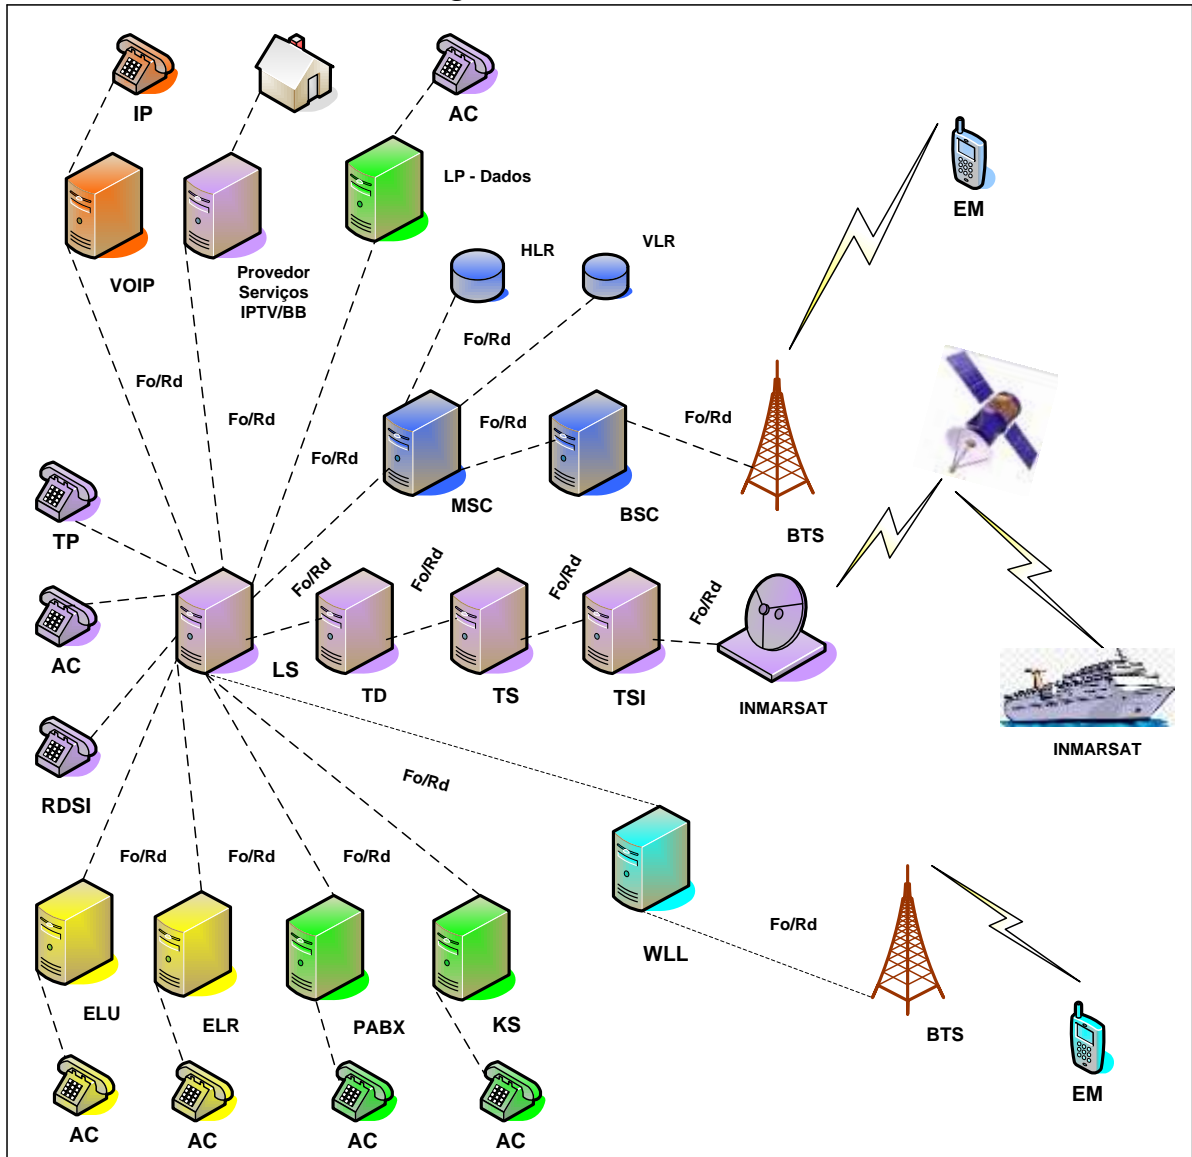 IP
AC
LP - Dados
EM
HLR
VLR
VOIP
Provedor
Serviços
IPTV/BB
Fo/Rd
Fo/Rd
Fo/Rd
Fo/Rd
Fo/Rd
Fo/Rd
MSC
BSC
BTS
TP
Fo/Rd
Fo/Rd
Fo/Rd
Fo/Rd
AC
LS
TD
TS
TSI
INMARSAT
INMARSAT
RDSI
Fo/Rd
Fo/Rd
Fo/Rd
Fo/Rd
WLL
Fo/Rd
ELU
ELR
PABX
KS
BTS
EM
AC
AC
AC
AC